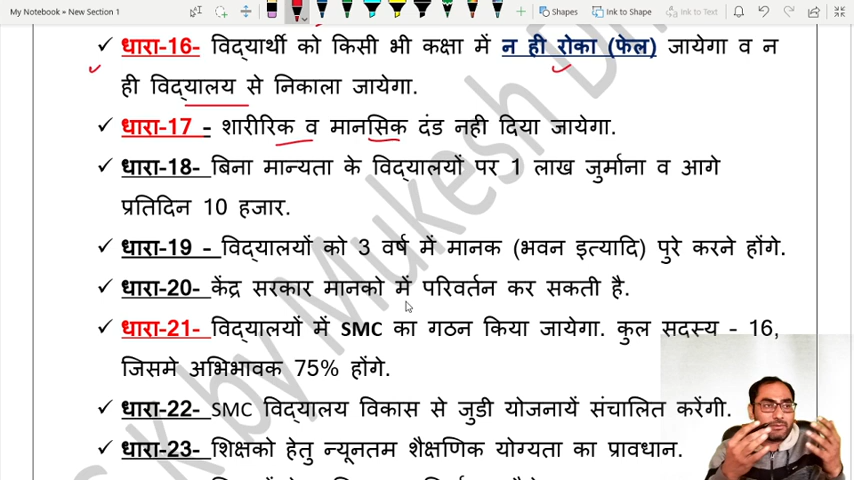 My Notebook » New Section 1
Shapes
Ink to Shape
Ink to Text
धारा-16- विद्यार्थी को किसी भी कक्षा में न ही रोका (फेल) जायेगा व न
ही विद्यालय से निकाला जायेगा.
धारा-17 - शारीरिक व मानसिक दंड नही दिया जायेगा.
धारा-18- बिना मान्यता के विद्यालयों पर 1 लाख जुर्माना व आगे
प्रतिदिन 10 हजार.
धारा-19 - विद्यालयों को 3 वर्ष में मानक (भवन इत्यादि) पुरे करने होंगे.
धारा-20- केंद्र सरकार मानको में परिवर्तन कर सकती है.
धारा-21- विद्यालयों में SMC का गठन किया जायेगा. कुल सदस्य - 16,
जिसमे अभिभावक 75% होंगे.
धारा-22- SMC विद्यालय विकास से जुडी योजनायें संचालित करेंगी.
धारा-23- शिक्षको हेतु न्यूनतम शैक्षणिक योग्यता का प्रावधान.
k by Mukesh